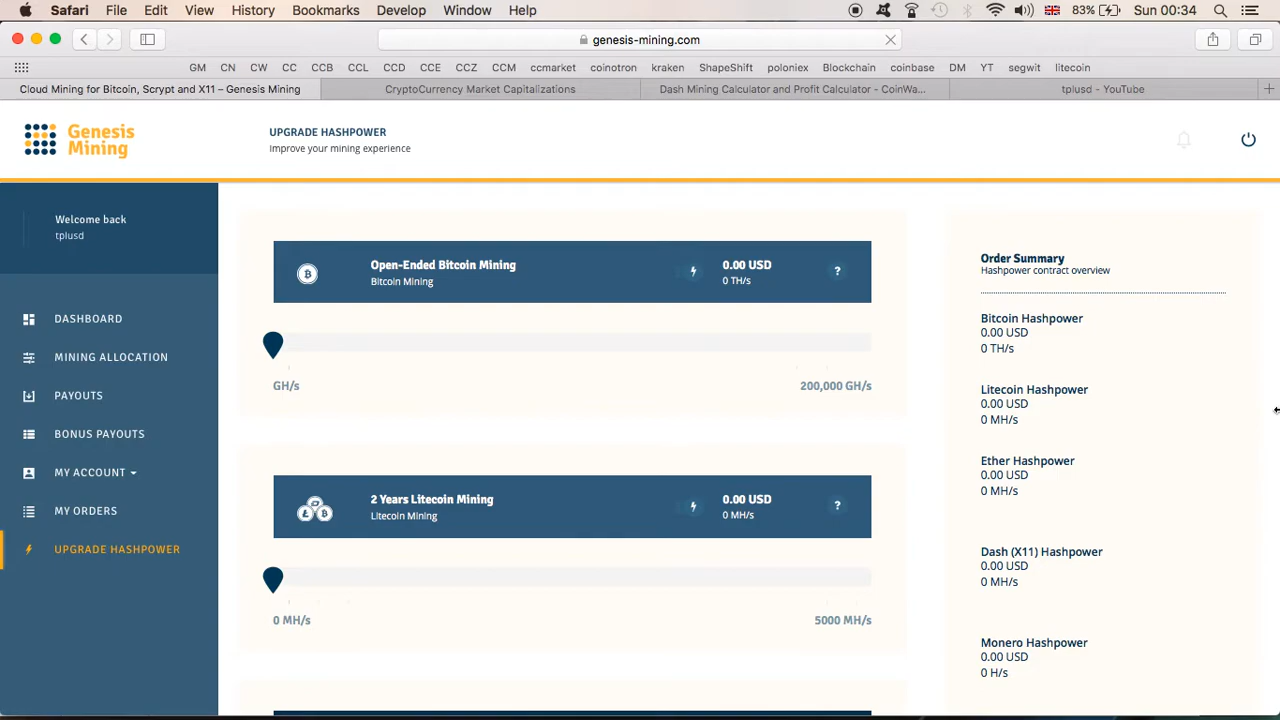 Safari File Edit View History Bookmarks Develop Window Help 83% Sun 00:34
genesis-mining.com
GM CN CW CC CCB CCL CCD CCE CCZ CCM ccmarket coinotron kraken ShapeShift poloniex Blockchain coinbase DM YT segwit litecoin
Cloud Mining for Bitcoin, Scrypt and X11 – Genesis Mining CryptoCurrency Market Capitalizations Dash Mining Calculator and Profit Calculator - CoinWa... tplusd - YouTube
Genesis
Mining
UPGRADE HASHPOWER
Improve your mining experience
Welcome back
tplusd
DASHBOARD
MINING ALLOCATION
PAYOUTS
BONUS PAYOUTS
MY ACCOUNT
MY ORDERS
UPGRADE HASHPOWER
Open-Ended Bitcoin Mining
Bitcoin Mining
0.00 USD
0 TH/s
?
GH/s
200,000 GH/s
2 Years Litecoin Mining
Litecoin Mining
0.00 USD
0 MH/s
?
0 MH/s
5000 MH/s
Order Summary
Hashpower contract overview
Bitcoin Hashpower
0.00 USD
0 TH/s
Litecoin Hashpower
0.00 USD
0 MH/s
Ether Hashpower
0.00 USD
0 MH/s
Dash (X11) Hashpower
0.00 USD
0 MH/s
Monero Hashpower
0.00 USD
0 H/s